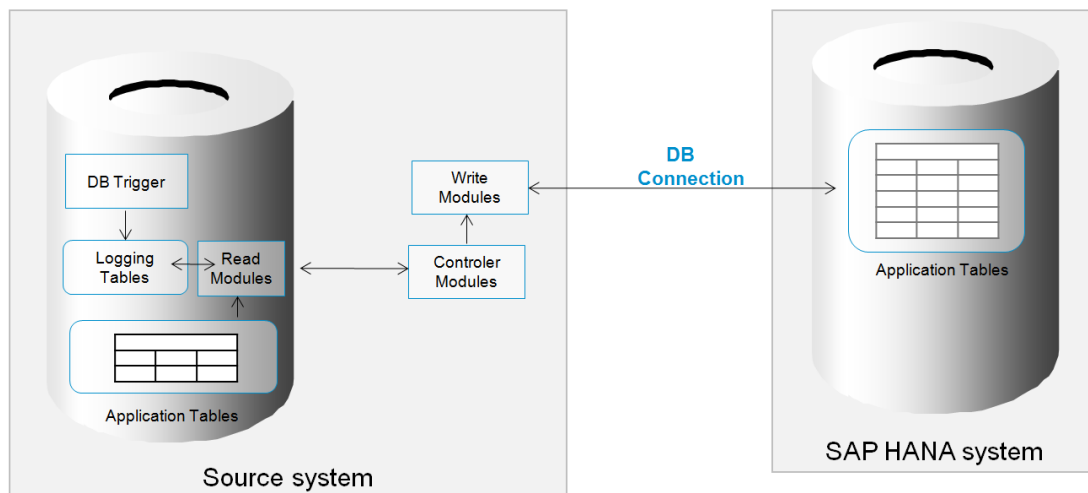 DB Trigger
Logging
Tables
Read
Modules
Application Tables
Write
Modules
Controler
Modules
Source system
DB
Connection
Application Tables
SAP HANA system